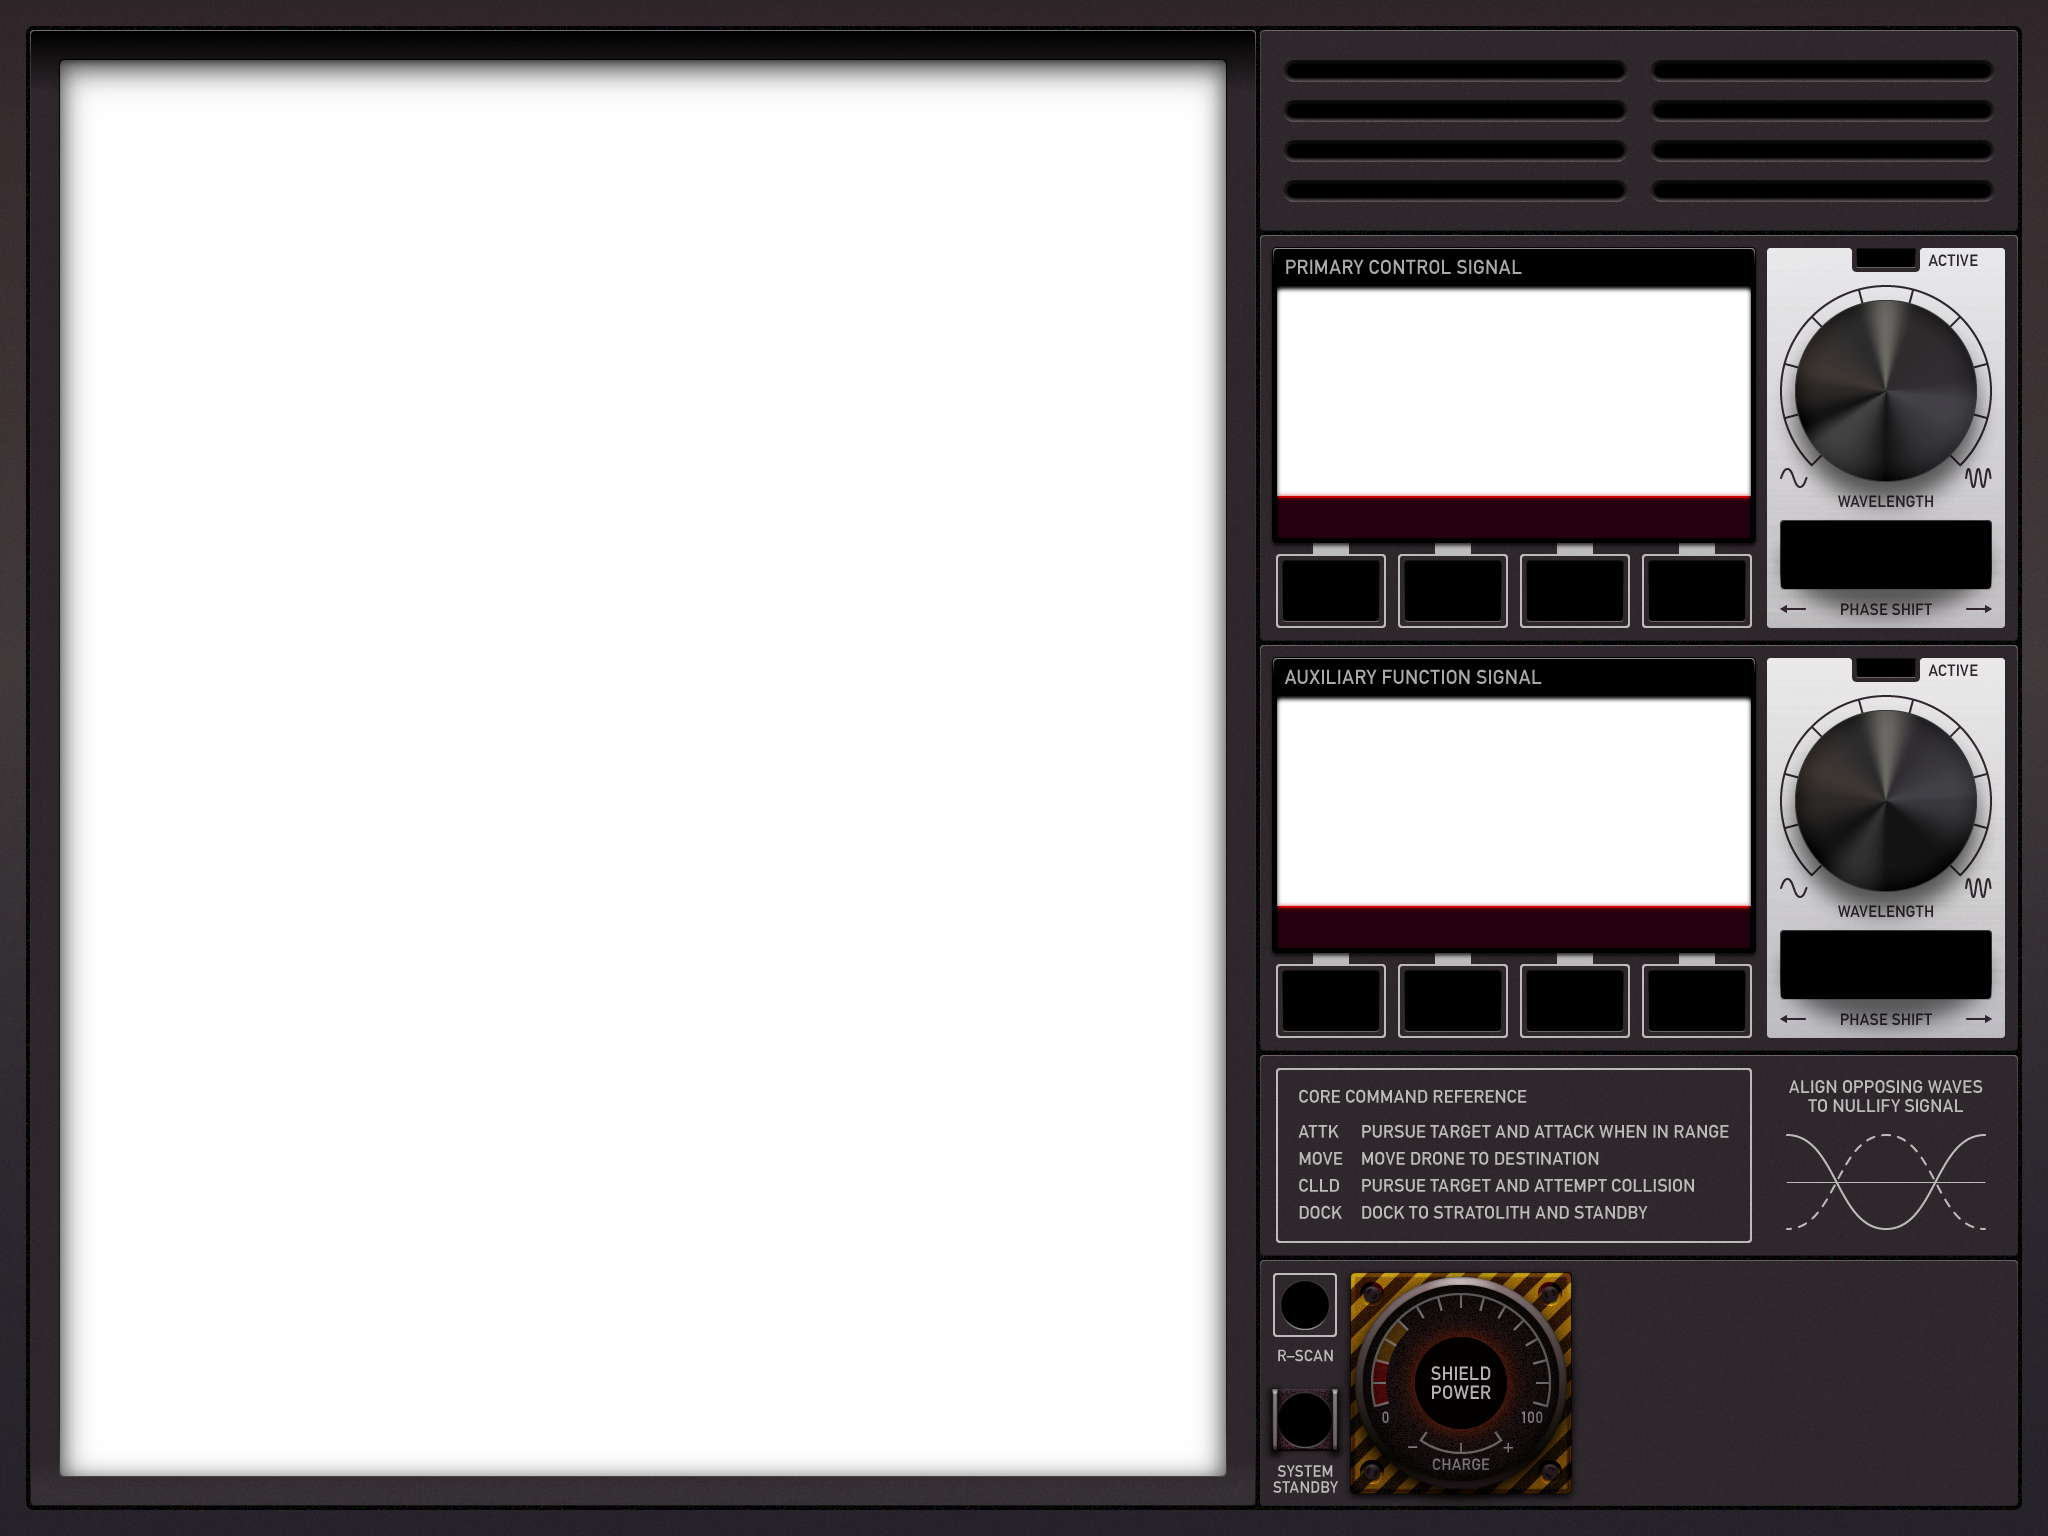 PRIMARY CONTROL SIGNAL
ACTIVE
WAVELENGTH
PHASE SHIFT
AUXILIARY FUNCTION SIGNAL
ACTIVE
WAVELENGTH
PHASE SHIFT
CORE COMMAND REFERENCE
ATTK PURSUE TARGET AND ATTACK WHEN IN RANGE
MOVE MOVE DRONE TO DESTINATION
CLLD PURSUE TARGET AND ATTEMPT COLLISION
DOCK DOCK TO STRATOLITH AND STANDBY
ALIGN OPPOSING WAVES
TO NULLIFY SIGNAL
R–SCAN
SYSTEM
STANDBY
SHIELD
POWER
0 100
– +
CHARGE